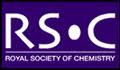 RS•C
ROYAL SOCIETY OF CHEMISTRY